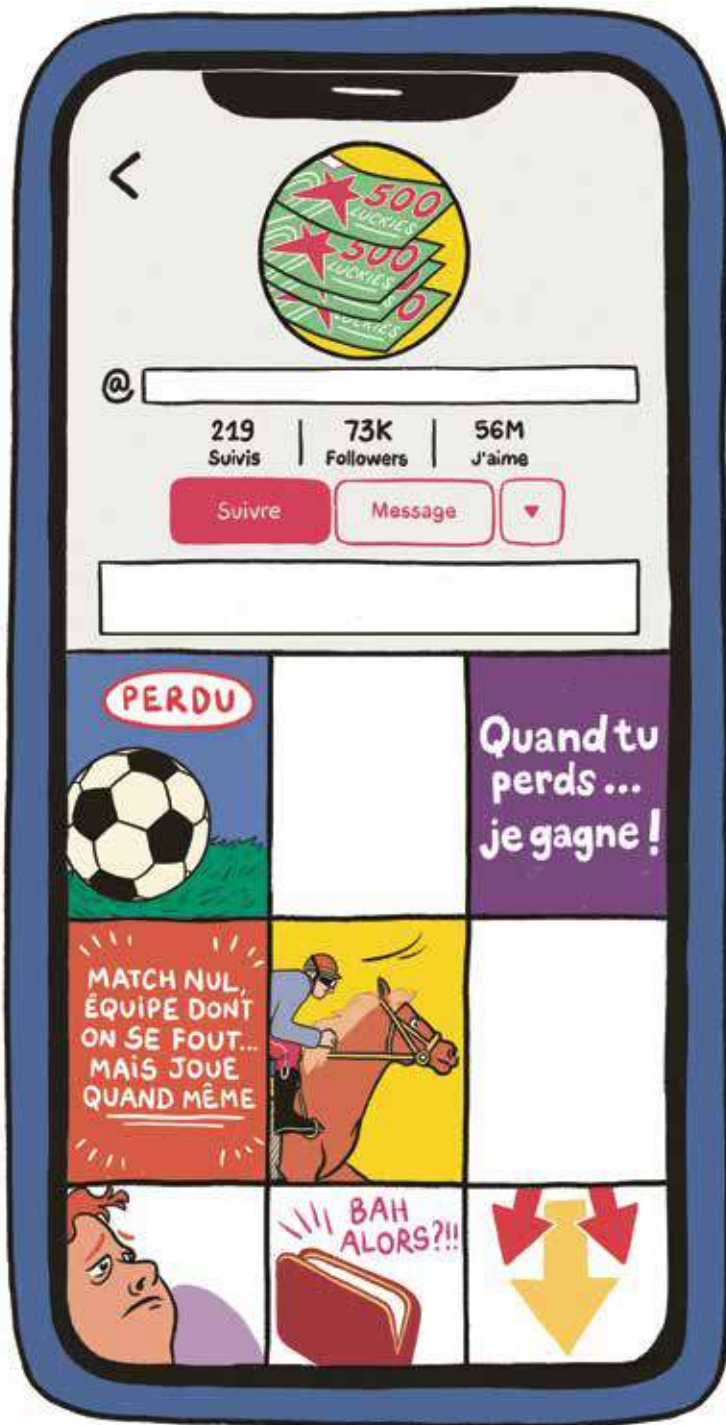 500
LUCKIES
500
LUCKIES
0
LUCKIES
@
219 73K 56M
Suivis Followers J'aime
Suivre Message
PERDU
Quand tu
perds...
je gagne !
MATCH NUL,
ÉQUIPE DONT
ON SE FOUT...
MAIS JOUE
QUAND MÊME
BAH
ALORS?!!